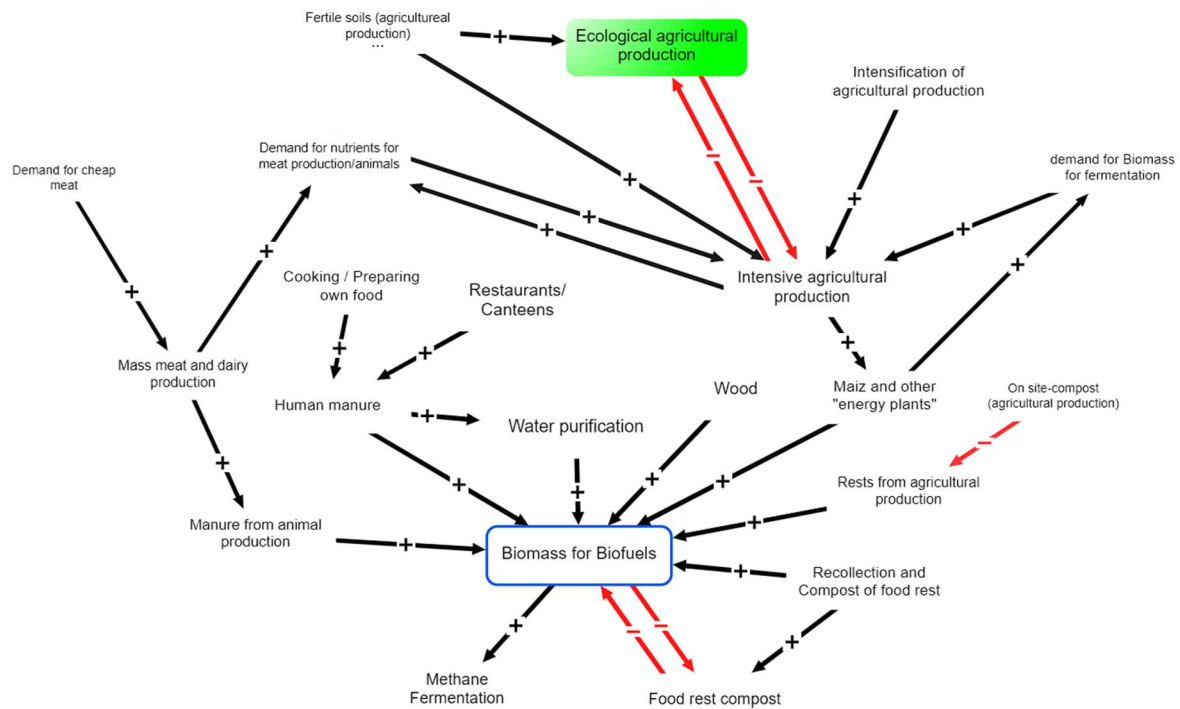 Fertile soils (agricultureal
production)
...
Ecological agricultural
production
Intensification of
agricultural production
Demand for nutrients for
meat production/animals
demand for Biomass
for fermentation
Demand for cheap
meat
Cooking / Preparing
own food
Restaurants/
Canteens
Intensive agricultural
production
Mass meat and dairy
production
Human manure
Wood
Maiz and other
"energy plants"
On site-compost
(agricultural production)
Water purification
Rests from agricultural
production
Manure from animal
production
Biomass for Biofuels
Recollection and
Compost of food rest
Methane
Fermentation
Food rest compost